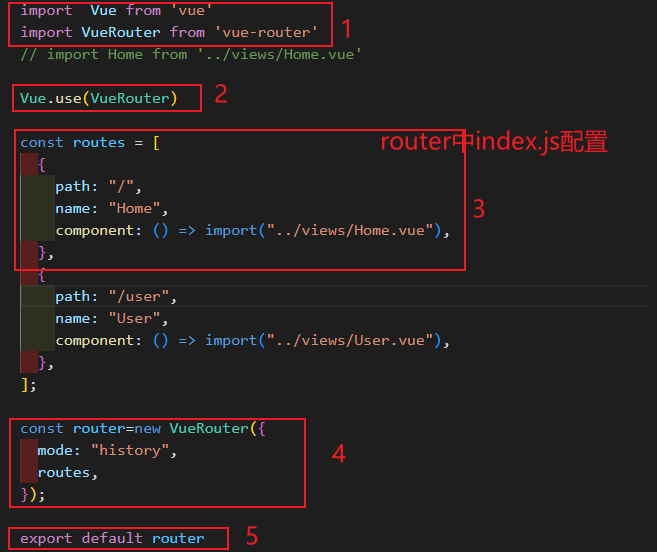 import  Vue from 'vue'
import VueRouter from 'vue-router'
1
// import Home from '../views/Home.vue'
Vue.use(VueRouter)
2
const routes = [
router中index.js配置
{
path: "/",
name: "Home",
3
component: () => import("../views/Home.vue"),
},
{
path: "/user",
name: "User",
component: () => import("../views/User.vue"),
},
];
const router=new VueRouter({
mode: "history",
4
routes,
});
export default router
5